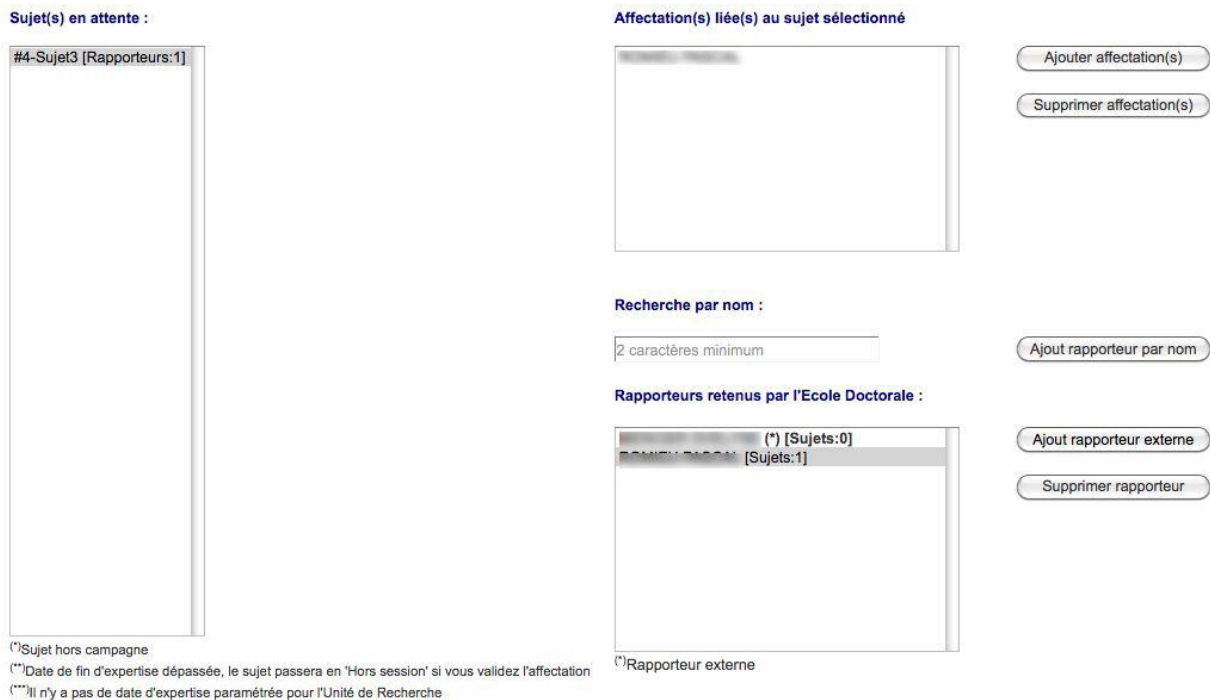 Sujet(s) en attente :
#4-Sujet3 [Rapporteurs:1]
(*)Sujet hors campagne
(**)Date de fin d'expertise dépassée, le sujet passera en 'Hors session' si vous validez l'affectation
(***)Il n'y a pas de date d'expertise paramétrée pour l'Unité de Recherche
Affectation(s) liée(s) au sujet sélectionné
Ajouter affectation(s)
Supprimer affectation(s)
Recherche par nom :
2 caractères minimum
Ajout rapporteur par nom
Rapporteurs retenus par l'Ecole Doctorale :
(*) [Sujets:0]
[Sujets:1]
Ajout rapporteur externe
Supprimer rapporteur
(*)Rapporteur externe